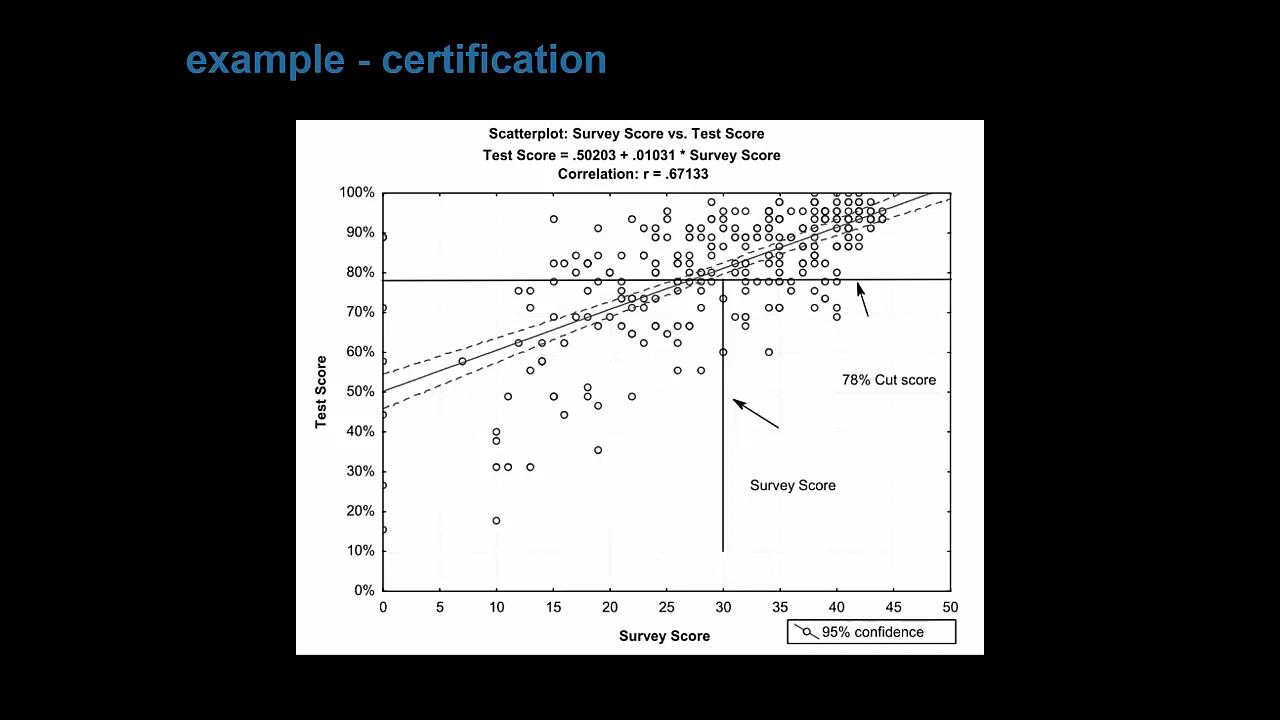 example - certification
Scatterplot: Survey Score vs. Test Score
Test Score = .50203 + .01031 * Survey Score
Correlation: r = .67133
100%
90%
80%
70%
60%
50%
40%
30%
20%
10%
0%
Test Score
78% Cut score
Survey Score
0 5 10 15 20 25 30 35 40 45 50
Survey Score
95% confidence